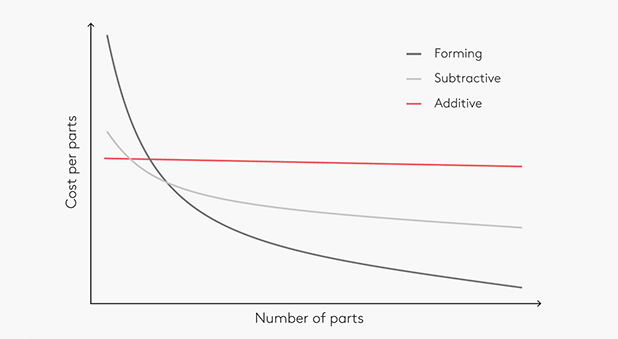 Forming
Subtractive
Additive
Cost per parts
Number of parts